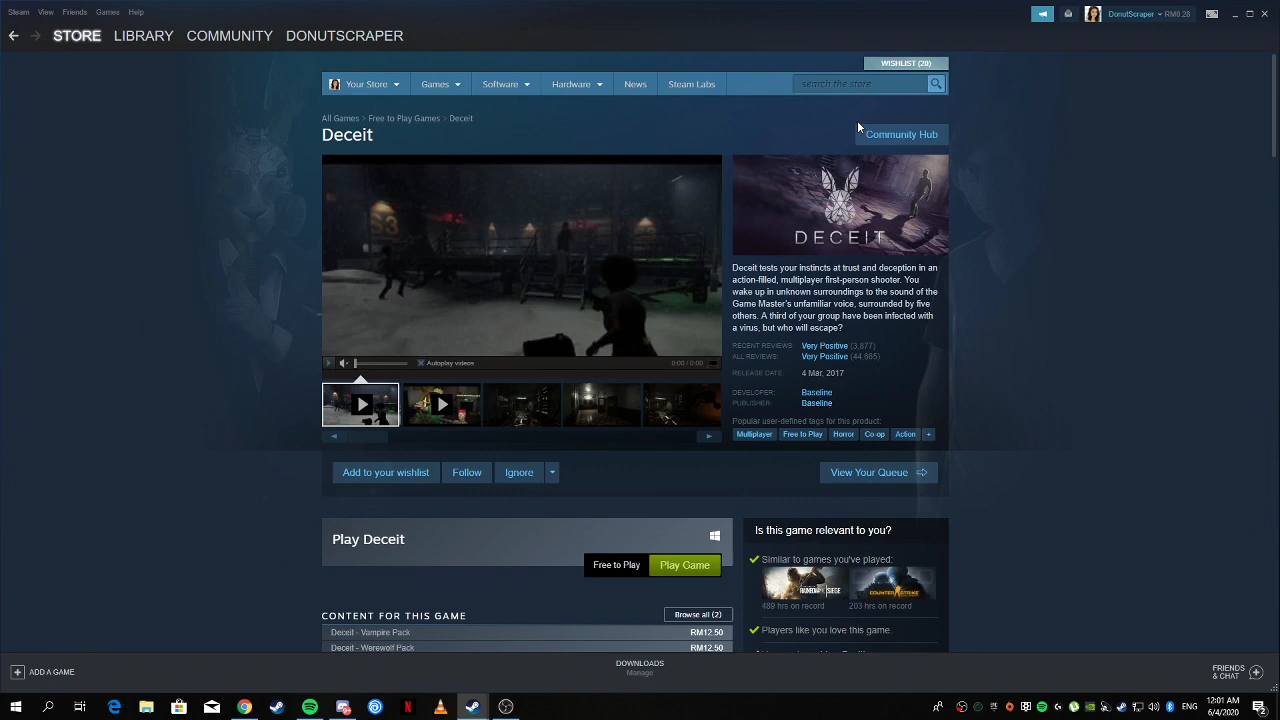 Steam View Friends Games Help
DonutScraper RM0.28
STORE LIBRARY COMMUNITY DONUTSCRAPER
WISHLIST (20)
Your Store Games Software Hardware News Steam Labs search the store
All Games > Free to Play Games > Deceit
Deceit
Community Hub
DECEIT
Deceit tests your instincts at trust and deception in an
action-filled, multiplayer first-person shooter. You
wake up in unknown surroundings to the sound of the
Game Master's unfamiliar voice, surrounded by five
others. A third of your group have been infected with
a virus, but who will escape?
RECENT REVIEWS: Very Positive (3,877)
ALL REVIEWS: Very Positive (44,665)
RELEASE DATE: 4 Mar, 2017
DEVELOPER: Baseline
PUBLISHER: Baseline
Popular user-defined tags for this product:
Multiplayer Free to Play Horror Co-op Action +
Autoplay videos 0:00 / 0:00
Add to your wishlist Follow Ignore View Your Queue
Play Deceit
Free to Play Play Game
Is this game relevant to you?
Similar to games you've played:
RAINBOW SIX SIEGE COUNTER STRIKE
489 hrs on record 203 hrs on record
Players like you love this game.
CONTENT FOR THIS GAME Browse all (2)
Deceit - Vampire Pack RM12.50
Deceit - Werewolf Pack RM12.50
ADD A GAME
DOWNLOADS
Manage
FRIENDS
& CHAT
12:01 AM
6/4/2020
2